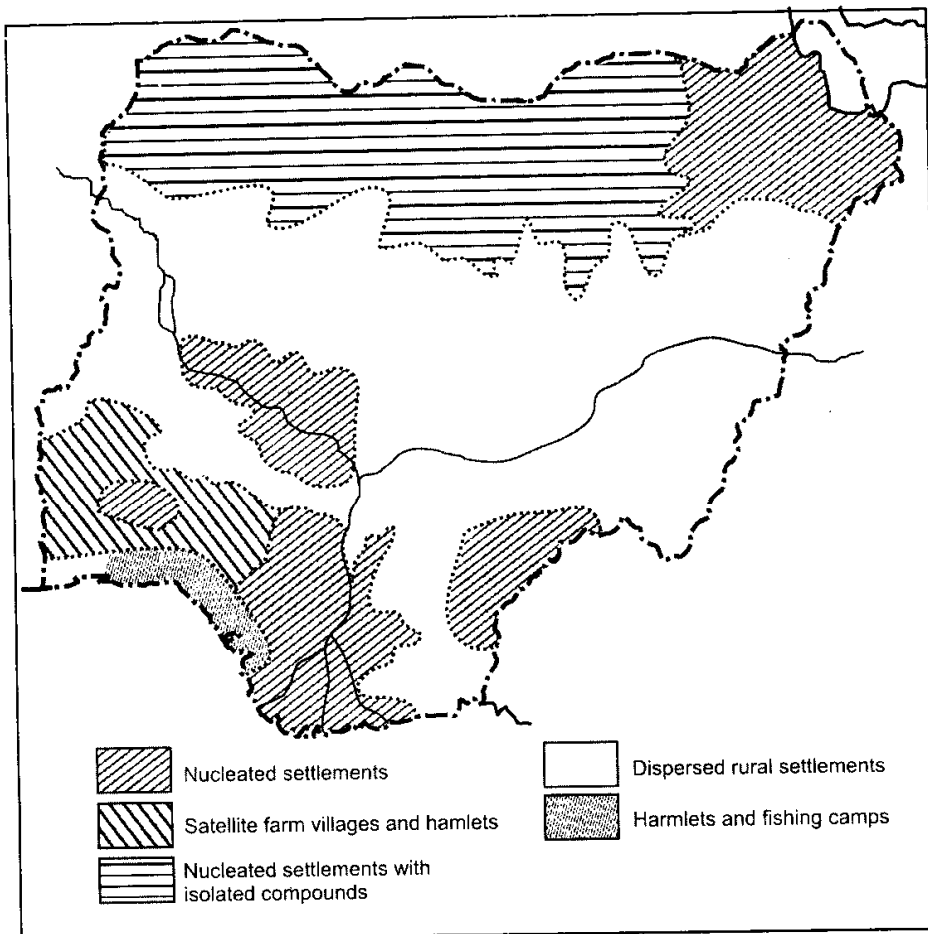 Nucleated settlements
Satellite farm villages and hamlets
Nucleated settlements with
isolated compounds
Dispersed rural settlements
Harmlets and fishing camps